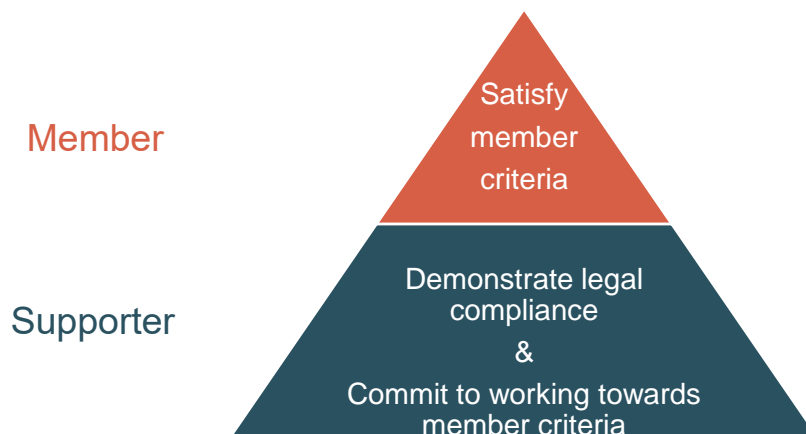 Member
Satisfy
member
criteria
Supporter
Demonstrate legal
compliance
&
Commit to working towards
member criteria